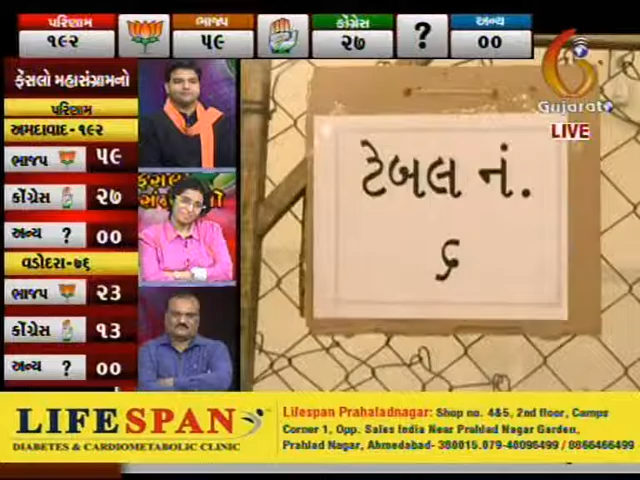 પરિણામ
૧૯૨
ભાજપ
૫૯
કોંગ્રેસ
૨૭
?
અન્ય
૦૦
Gujarati
LIVE
ફેંસલો મહાસંગ્રામનો
પરિણામ
અમદાવાદ-૧૯૨
ભાજપ ૫૯
કોંગ્રેસ ૨૭
અન્ય ? ૦૦
વડોદરા-૭૬
ભાજપ ૨૩
કોંગ્રેસ ૧૩
અન્ય ? ૦૦
ટેબલ નં.
૬
LIFESPAN
DIABETES & CARDIOMETABOLIC CLINIC
Lifespan Prahaladnagar: Shop no. 4&5, 2nd floor, Camps
Corner 1, Opp. Sales India Near Prahlad Nagar Garden,
Prahlad Nagar, Ahmedabad- 380015.079-40098499 / 8866466499